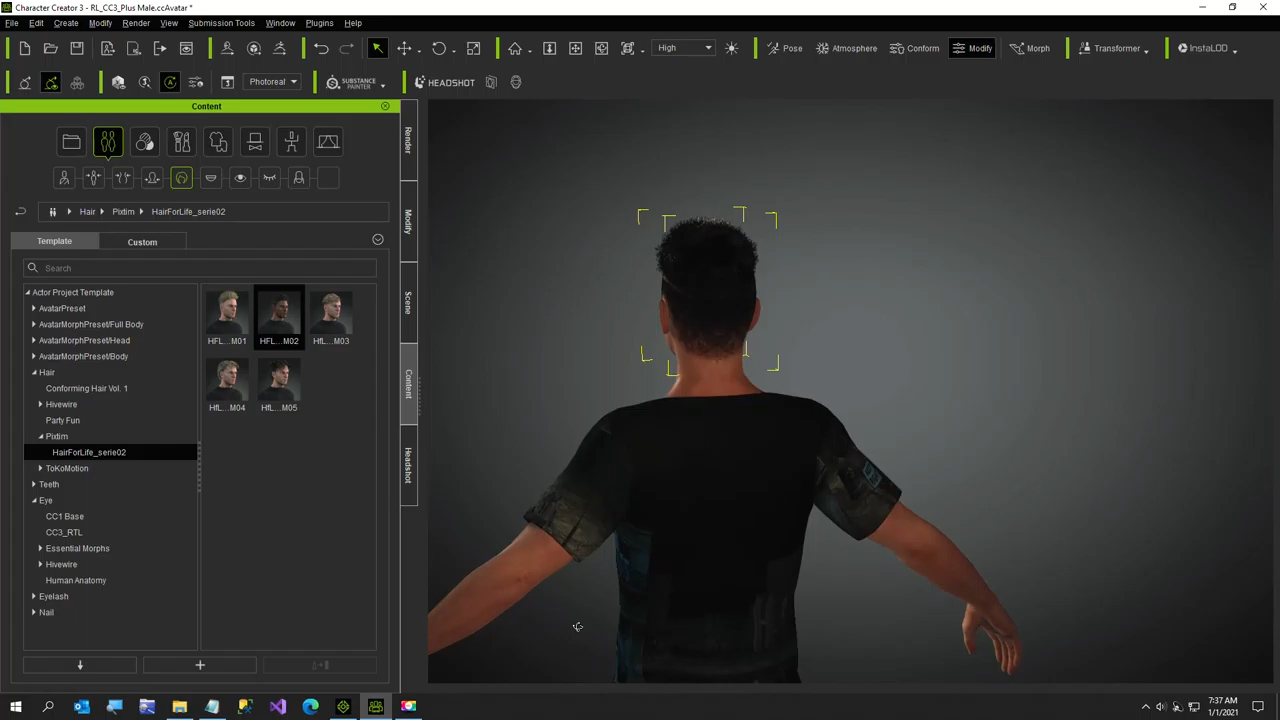 Character Creator 3 - RL_CC3_Plus Male.ccAvatar *
File Edit Create Modify Render View Submission Tools Window Plugins Help
High Pose Atmosphere Conform Modify Morph Transformer InstaLOD
Photoreal SUBSTANCE PAINTER HEADSHOT
Content
Render
Modify
Scene
Content
Headshot
Hair Pixtim HairForLife_serie02
Template Custom
Search
Actor Project Template
AvatarPreset
AvatarMorphPreset/Full Body
AvatarMorphPreset/Head
AvatarMorphPreset/Body
Hair
Conforming Hair Vol. 1
Hivewire
Party Fun
Pixtim
HairForLife_serie02
ToKoMotion
Teeth
Eye
CC1 Base
CC3_RTL
Essential Morphs
Hivewire
Human Anatomy
Eyelash
Nail
HFL...M01 HFL...M02 HfL...M03
HfL...M04 HfL...M05
7:37 AM
1/1/2021